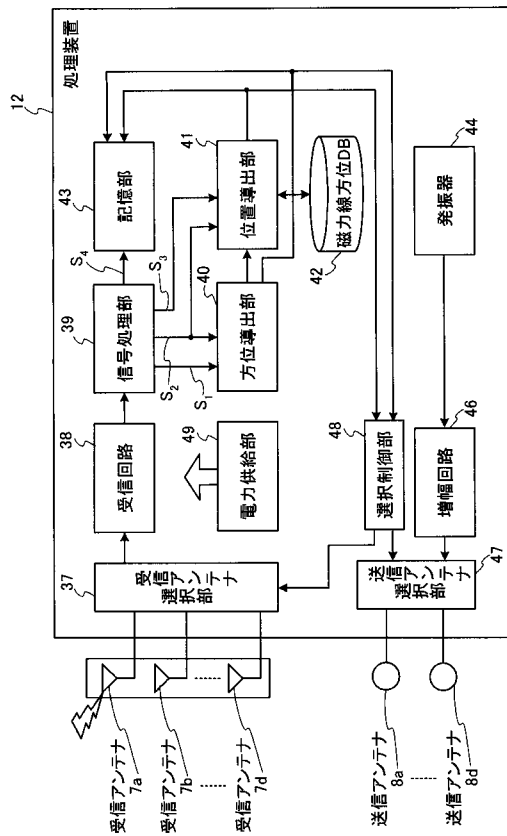 12
処理装置
43
記憶部
S4
39
信号処理部
S3
S2
S1
41
位置導出部
40
方位導出部
42
磁力線方位DB
38
受信回路
49
電力供給部
44
発振器
37
受信アンテナ
選択部
48
選択制御部
46
増幅回路
47
送信アンテナ
選択部
受信アンテナ
7a
受信アンテナ
7b
受信アンテナ
7d
送信アンテナ
8a
送信アンテナ
8d